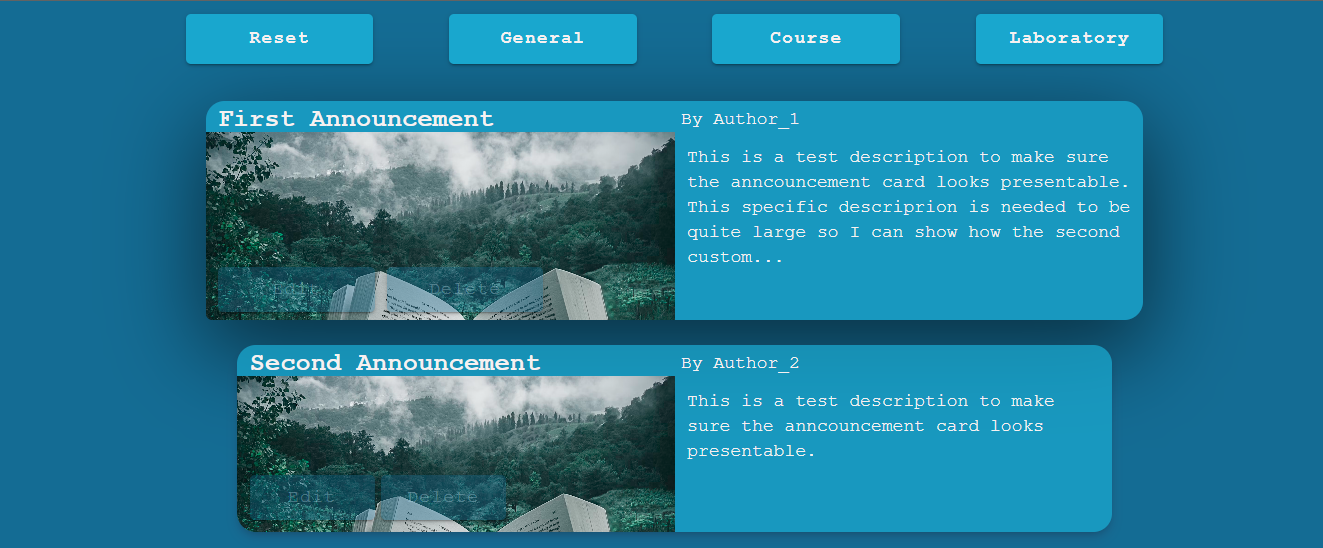 Reset General Course Laboratory
First Announcement
By Author_1
This is a test description to make sure
the anncouncement card looks presentable.
This specific descriprion is needed to be
quite large so I can show how the second
custom...
Edit Delete
Second Announcement
By Author_2
This is a test description to make
sure the anncouncement card looks
presentable.
Edit Delete